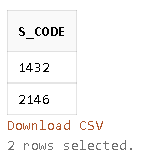 S_CODE
1432
2146
Download CSV
2 rows selected.